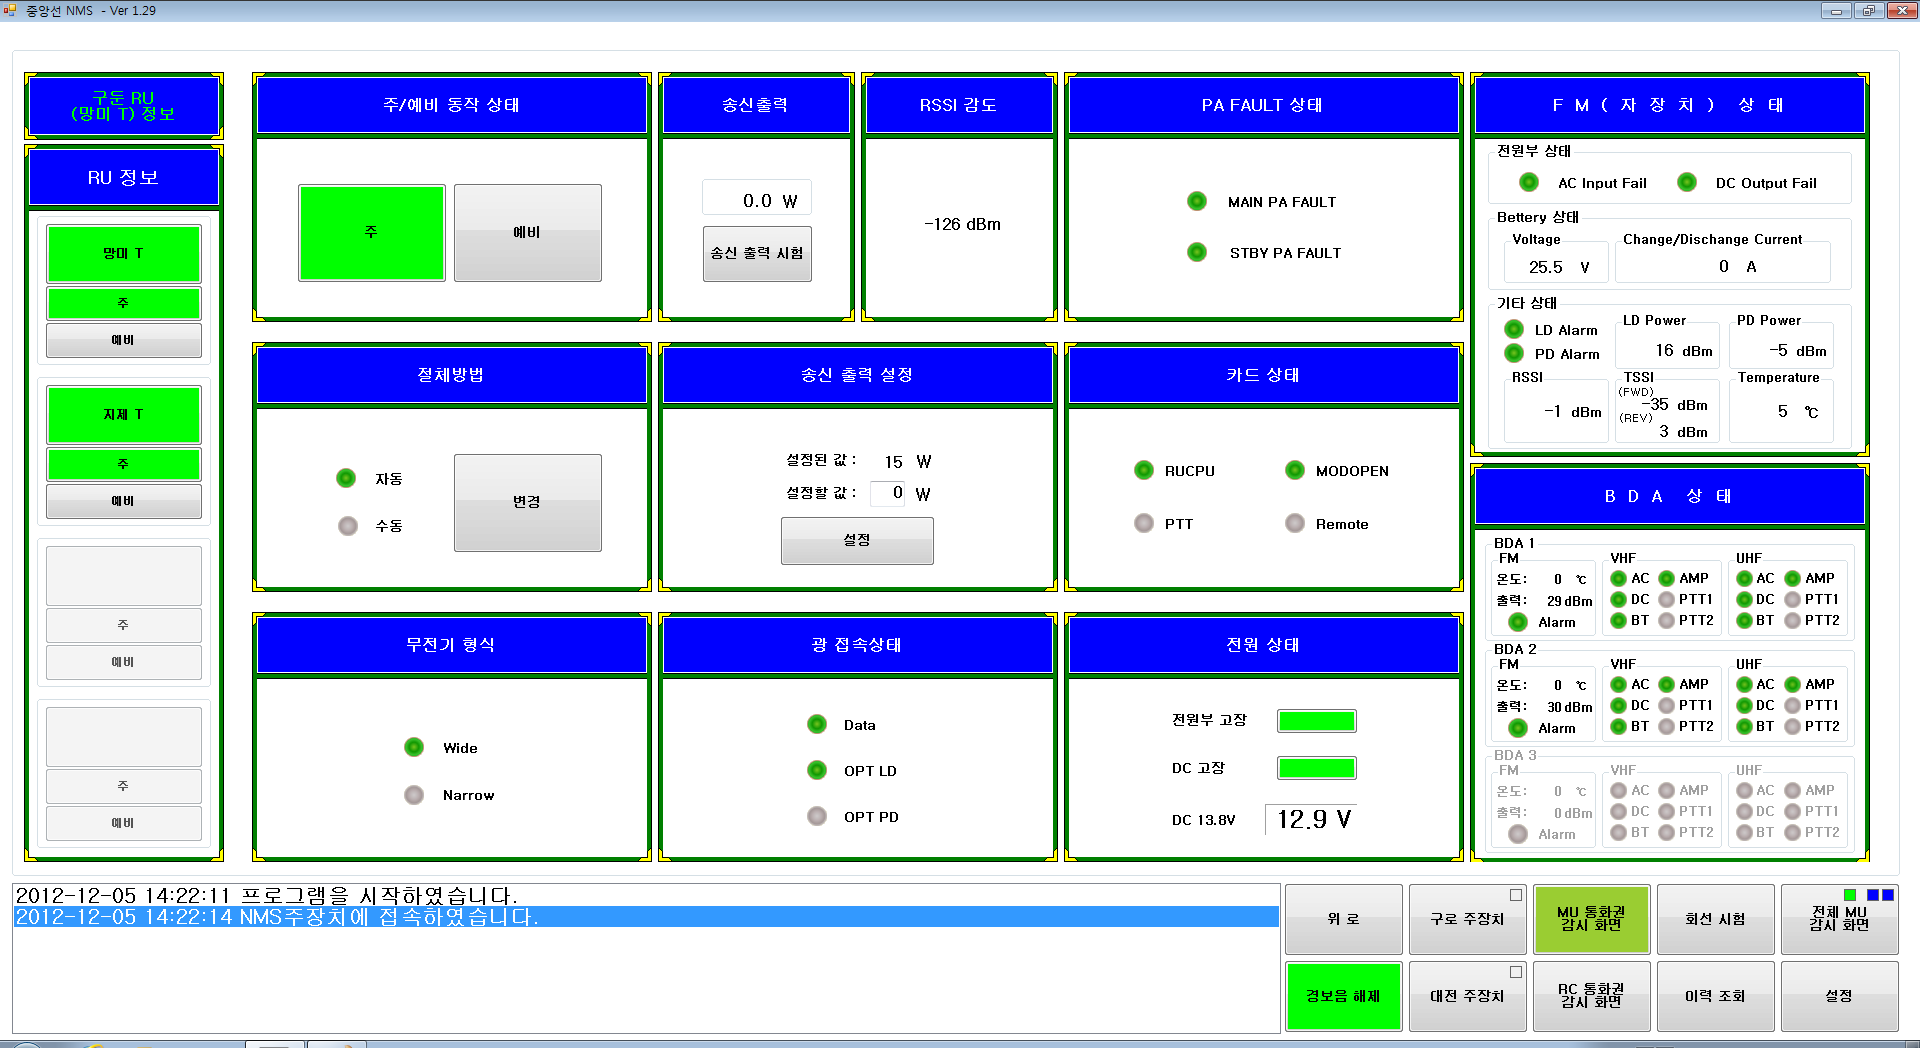 중앙선 NMS - Ver 1.29
구둔 RU
(망미 T) 정보
RU 정보
망미 T
주
예비
지제 T
주
예비
주
예비
주
예비
주/예비 동작 상태
주
예비
송신출력
0.0 W
송신 출력 시험
RSSI 감도
-126 dBm
PA FAULT 상태
MAIN PA FAULT
STBY PA FAULT
절체방법
자동
수동
변경
송신 출력 설정
설정된 값 : 15 W
설정할 값 : 0 W
설정
카드 상태
RUCPU
MODOPEN
PTT
Remote
무전기 형식
Wide
Narrow
광 접속상태
Data
OPT LD
OPT PD
전원 상태
전원부 고장
DC 고장
DC 13.8V 12.9 V
FM(자장치) 상태
전원부 상태
AC Input Fail
DC Output Fail
Bettery 상태
Voltage
25.5 V
Change/Dischange Current
0 A
기타 상태
LD Alarm
PD Alarm
LD Power
16 dBm
PD Power
-5 dBm
RSSI
-1 dBm
TSSI
(FWD)
-35 dBm
(REV)
3 dBm
Temperature
5 ℃
BDA 상태
BDA 1
FM
온도: 0 ℃
출력: 29 dBm
Alarm
VHF
AC AMP
DC PTT1
BT PTT2
UHF
AC AMP
DC PTT1
BT PTT2
BDA 2
FM
온도: 0 ℃
출력: 30 dBm
Alarm
VHF
AC AMP
DC PTT1
BT PTT2
UHF
AC AMP
DC PTT1
BT PTT2
BDA 3
FM
온도: 0 ℃
출력: 0 dBm
Alarm
VHF
AC AMP
DC PTT1
BT PTT2
UHF
AC AMP
DC PTT1
BT PTT2
2012-12-05 14:22:11 프로그램을 시작하였습니다.
2012-12-05 14:22:14 NMS주장치에 접속하였습니다.
위 로
구로 주장치
MU 통화권
감시 화면
회선 시험
전체 MU
감시 화면
경보음 해제
대전 주장치
RC 통화권
감시 화면
이력 조회
설정